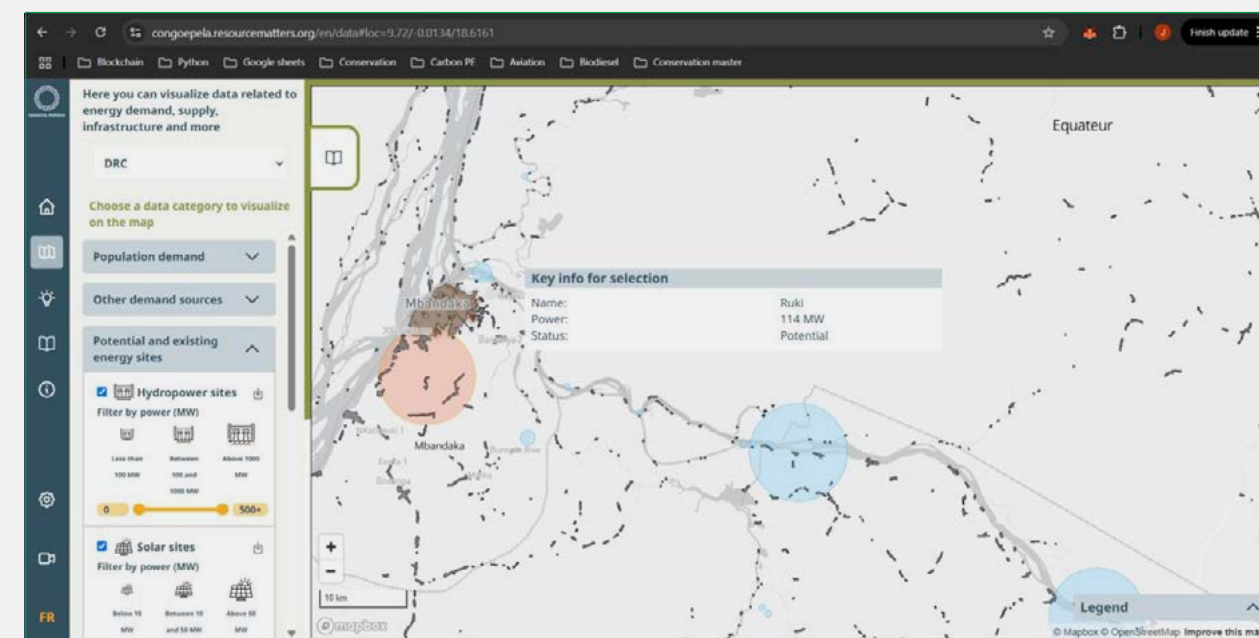 congoepela.resourcematters.org/en/data#loc=9.72/-0.0134/18.6161
Finish update
Blockchain
Python
Google sheets
Conservation
Carbon PE
Aviation
Biodiesel
Conservation master
Here you can visualize data related to
energy demand, supply,
infrastructure and more
DRC
Choose a data category to visualize
on the map
Population demand
Other demand sources
Potential and existing
energy sites
Hydropower sites
Filter by power (MW)
Less than
100 MW
Between
100 and
1000 MW
Above 1000
MW
0
500+
Solar sites
Filter by power (MW)
Below 10
MW
Between 10
and 50 MW
Above 50
MW
FR
Equateur
Mbandaka
Key info for selection
Name: Ruki
Power: 114 MW
Status: Potential
Mbandaka
10 km
mapbox
Legend
© Mapbox © OpenStreetMap Improve this ma